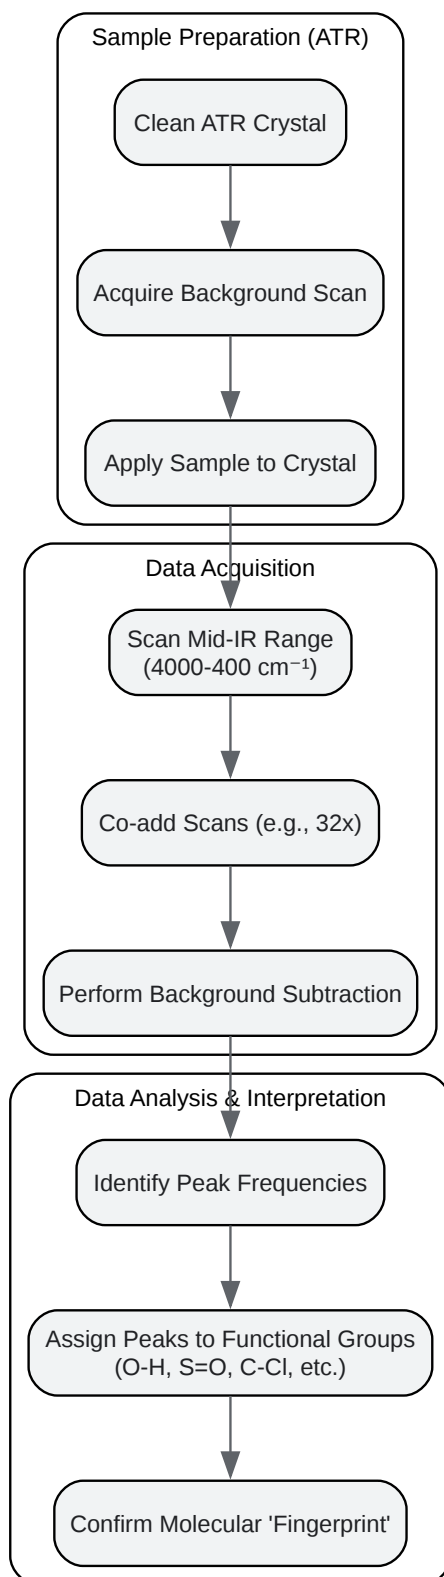 Sample Preparation (ATR)
Clean ATR Crystal
Acquire Background Scan
Apply Sample to Crystal
Data Acquisition
Scan Mid-IR Range
(4000-400 cm⁻¹)
Co-add Scans (e.g., 32x)
Perform Background Subtraction
Data Analysis & Interpretation
Identify Peak Frequencies
Assign Peaks to Functional Groups
(O-H, S=O, C-Cl, etc.)
Confirm Molecular 'Fingerprint'